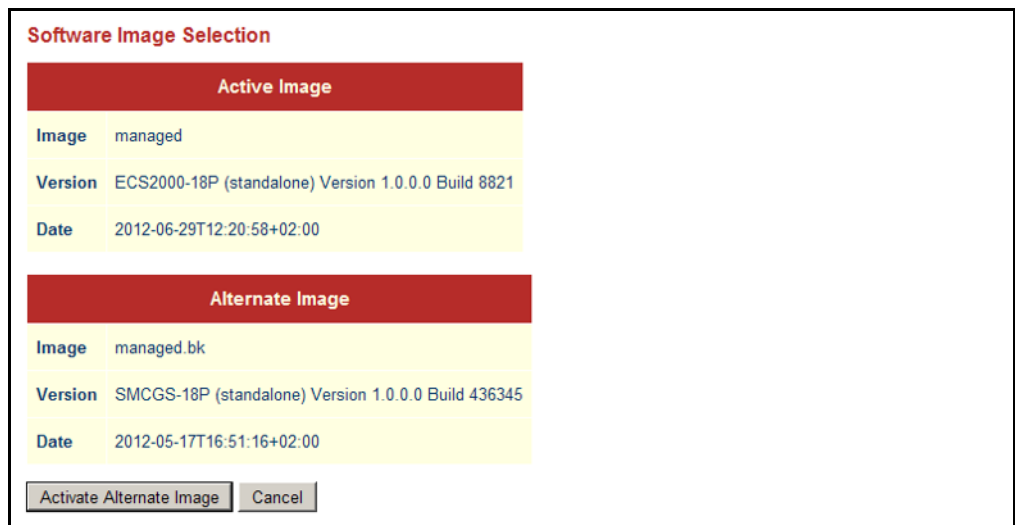 Software Image Selection
Active Image
Image managed
Version ECS2000-18P (standalone) Version 1.0.0.0 Build 8821
Date 2012-06-29T12:20:58+02:00
Alternate Image
Image managed.bk
Version SMCGS-18P (standalone) Version 1.0.0.0 Build 436345
Date 2012-05-17T16:51:16+02:00
Activate Alternate Image Cancel